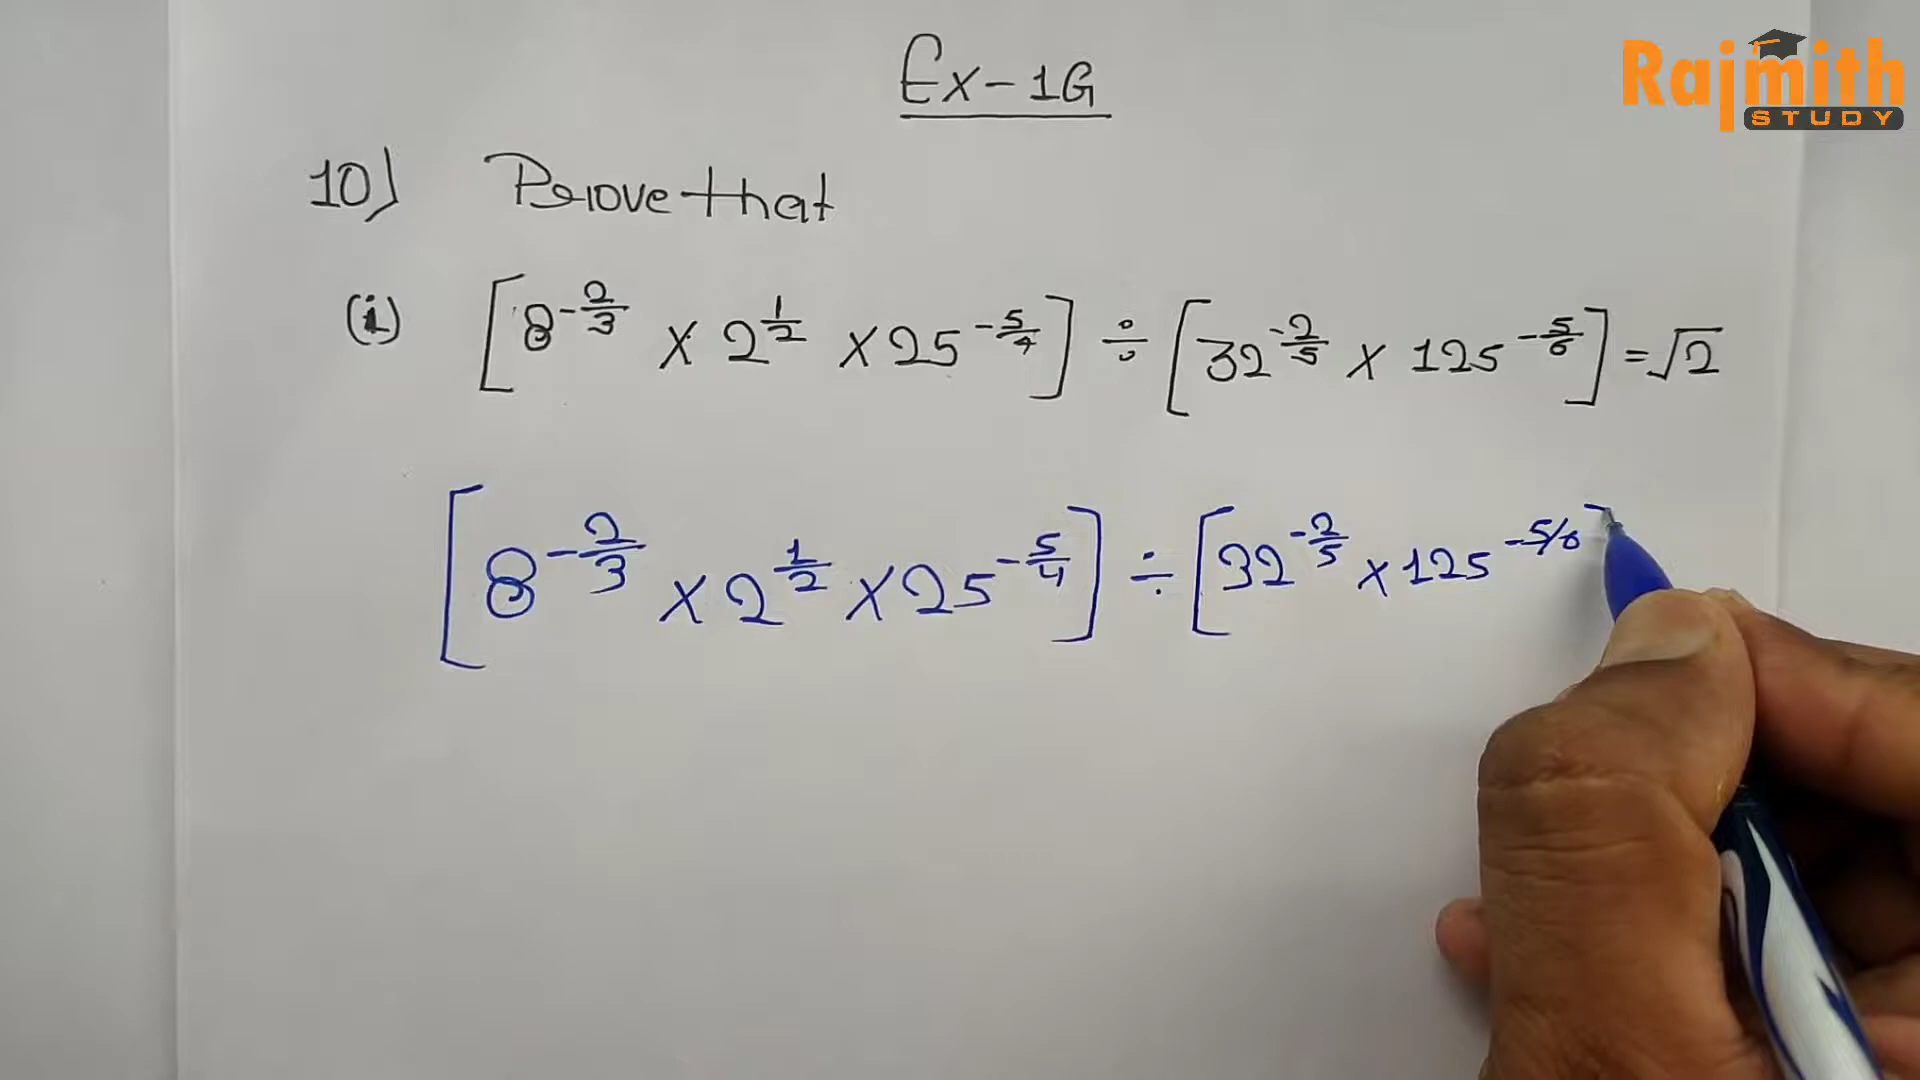 Rajmith
STUDY
Ex-1G
10) Prove that
(i) [8^{-2/3} × 2^{1/2} × 25^{-5/4}] ÷ [32^{-2/5} × 125^{-5/6}] = √2
[8^{-2/3} × 2^{1/2} × 25^{-5/4}] ÷ [32^{-2/5} × 125^{-5/6}]